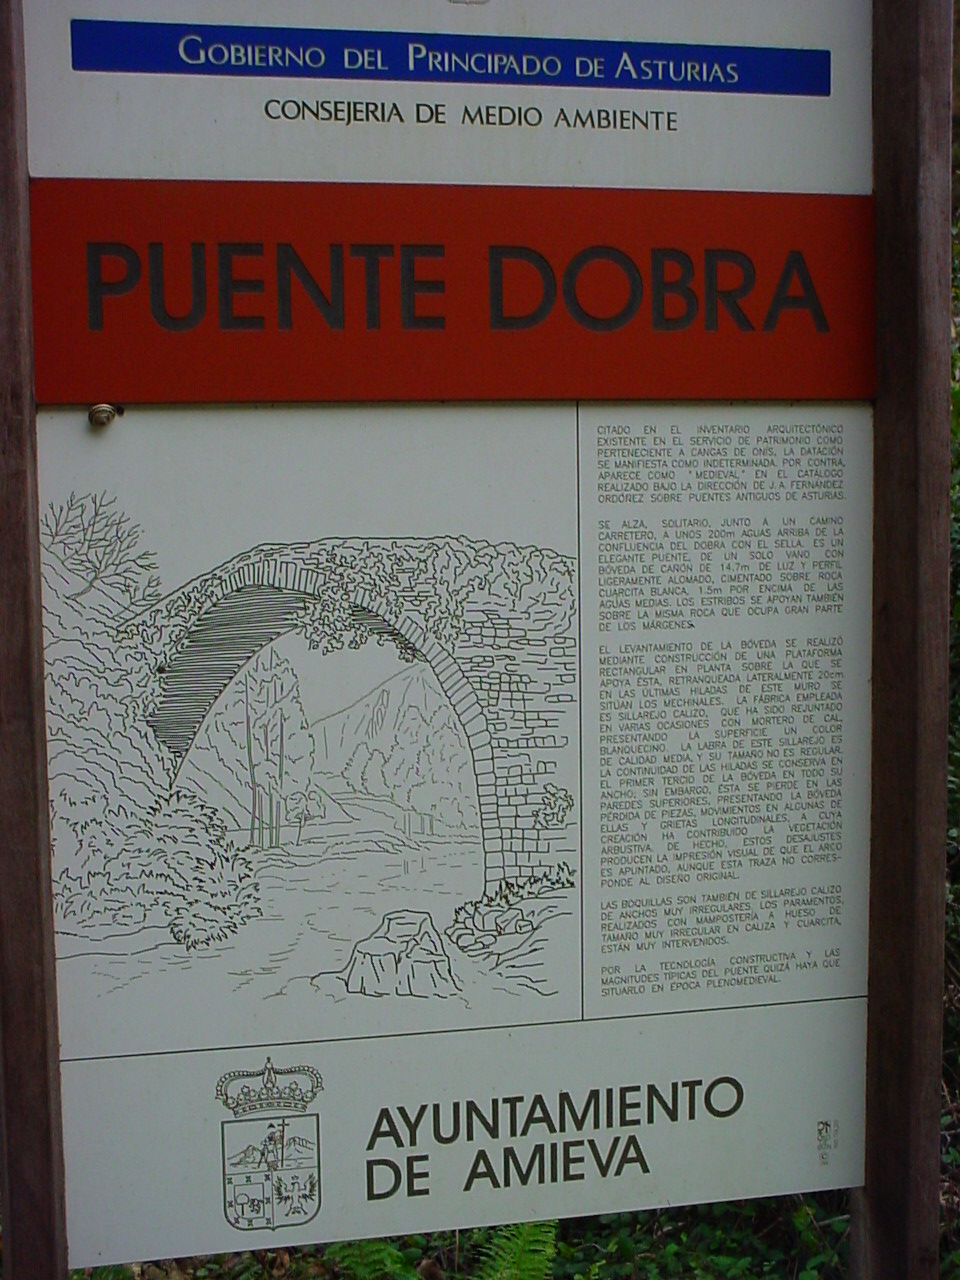 GOBIERNO DEL PRINCIPADO DE ASTURIAS
CONSEJERIA DE MEDIO AMBIENTE
PUENTE DOBRA
CITADO EN EL INVENTARIO ARQUITECTÓNICO
EXISTENTE EN EL SERVICIO DE PATRIMONIO COMO
PERTENECIENTE A CANGAS DE ONÍS, LA DATACIÓN
SE MANIFIESTA COMO INDETERMINADA. POR CONTRA,
APARECE COMO "MEDIEVAL" EN EL CATÁLOGO
REALIZADO BAJO LA DIRECCIÓN DE J.A. FERNÁNDEZ
ORDÓÑEZ SOBRE PUENTES ANTIGUOS DE ASTURIAS.
SE ALZA, SOLITARIO, JUNTO A UN CAMINO
CARRETERO, A UNOS 200m AGUAS ARRIBA DE LA
CONFLUENCIA DEL DOBRA CON EL SELLA. ES UN
ELEGANTE PUENTE, DE UN SOLO VANO CON
BÓVEDA DE CAÑÓN DE 14.7m DE LUZ Y PERFIL
LIGERAMENTE ALOMADO, CIMENTADO SOBRE ROCA
CUARCITA BLANCA, 1.5m POR ENCIMA DE LAS
AGUAS MEDIAS. LOS ESTRIBOS SE APOYAN TAMBIÉN
SOBRE LA MISMA ROCA QUE OCUPA GRAN PARTE
DE LOS MÁRGENES.
EL LEVANTAMIENTO DE LA BÓVEDA SE REALIZÓ
MEDIANTE CONSTRUCCIÓN DE UNA PLATAFORMA
RECTANGULAR EN PLANTA SOBRE LA QUE SE
APOYA ÉSTA, RETRANQUEADA LATERALMENTE 20cm
EN LAS ÚLTIMAS HILADAS DE ESTE MURO SE
SITÚAN LOS MECHINALES. LA FÁBRICA EMPLEADA
ES SILLAREJO CALIZO, QUE HA SIDO REJUNTADO
EN VARIAS OCASIONES CON MORTERO DE CAL,
PRESENTANDO LA SUPERFICIE UN COLOR
BLANQUECINO. LA LABRA DE ESTE SILLAREJO ES
DE CALIDAD MEDIA, Y SU TAMAÑO NO ES REGULAR.
LA CONTINUIDAD DE LAS HILADAS SE CONSERVA EN
EL PRIMER TERCIO DE LA BÓVEDA EN TODO SU
ANCHO; SIN EMBARGO, ÉSTA SE PIERDE EN LAS
PAREDES SUPERIORES, PRESENTANDO LA BÓVEDA
PÉRDIDA DE PIEZAS, MOVIMIENTOS EN ALGUNAS DE
ELLAS Y GRIETAS LONGITUDINALES, A CUYA
CREACIÓN HA CONTRIBUIDO LA VEGETACIÓN
ARBUSTIVA. DE HECHO, ESTOS DESAJUSTES
PRODUCEN LA IMPRESIÓN VISUAL DE QUE EL ARCO
ES APUNTADO, AUNQUE ESTA TRAZA NO CORRES-
PONDE AL DISEÑO ORIGINAL.
LAS BOQUILLAS SON TAMBIÉN DE SILLAREJO CALIZO
DE ANCHOS MUY IRREGULARES, LOS PARAMENTOS,
REALIZADOS CON MAMPOSTERÍA A HUESO DE
TAMAÑO MUY IRREGULAR EN CALIZA Y CUARCITA,
ESTÁN MUY INTERVENIDOS.
POR LA TECNOLOGÍA CONSTRUCTIVA Y LAS
MAGNITUDES TÍPICAS DEL PUENTE QUIZÁ HAYA QUE
SITUARLO EN ÉPOCA PLENOMEDIEVAL.
AYUNTAMIENTO
DE AMIEVA